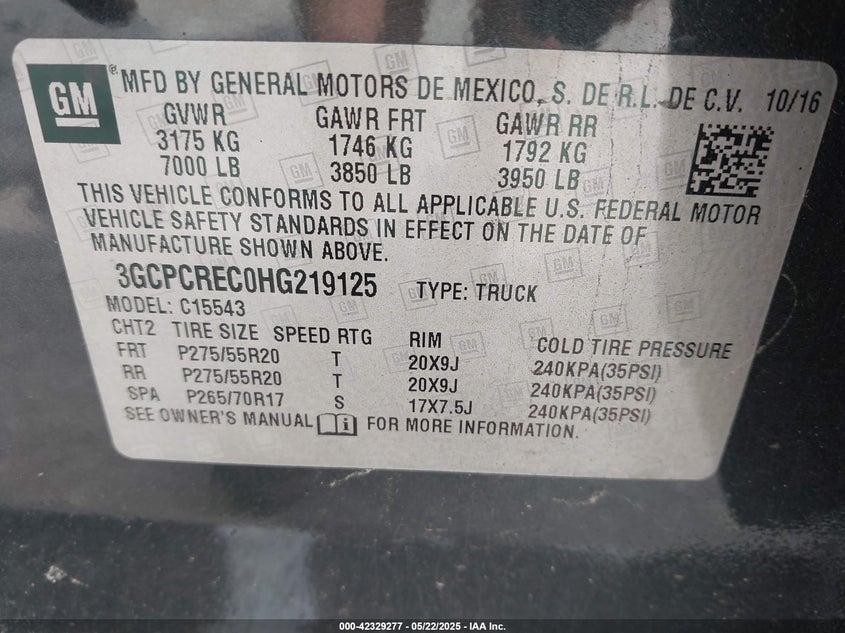 GM® MFD BY GENERAL MOTORS DE MEXICO, S. DE R.L. DE C.V. 10/16
GVWR GAWR FRT GAWR RR
3175 KG 1746 KG 1792 KG
7000 LB 3850 LB 3950 LB
THIS VEHICLE CONFORMS TO ALL APPLICABLE U.S. FEDERAL MOTOR
VEHICLE SAFETY STANDARDS IN EFFECT ON THE DATE OF
MANUFACTURE SHOWN ABOVE.
3GCPCREC0HG219125 TYPE: TRUCK
MODEL: C15543
CHT2 TIRE SIZE SPEED RTG RIM COLD TIRE PRESSURE
FRT P275/55R20 T 20X9J 240KPA(35PSI)
RR P275/55R20 T 20X9J 240KPA(35PSI)
SPA P265/70R17 S 17X7.5J 240KPA(35PSI)
SEE OWNER'S MANUAL i FOR MORE INFORMATION.
000-42329277 - 05/22/2025 - IAA Inc.